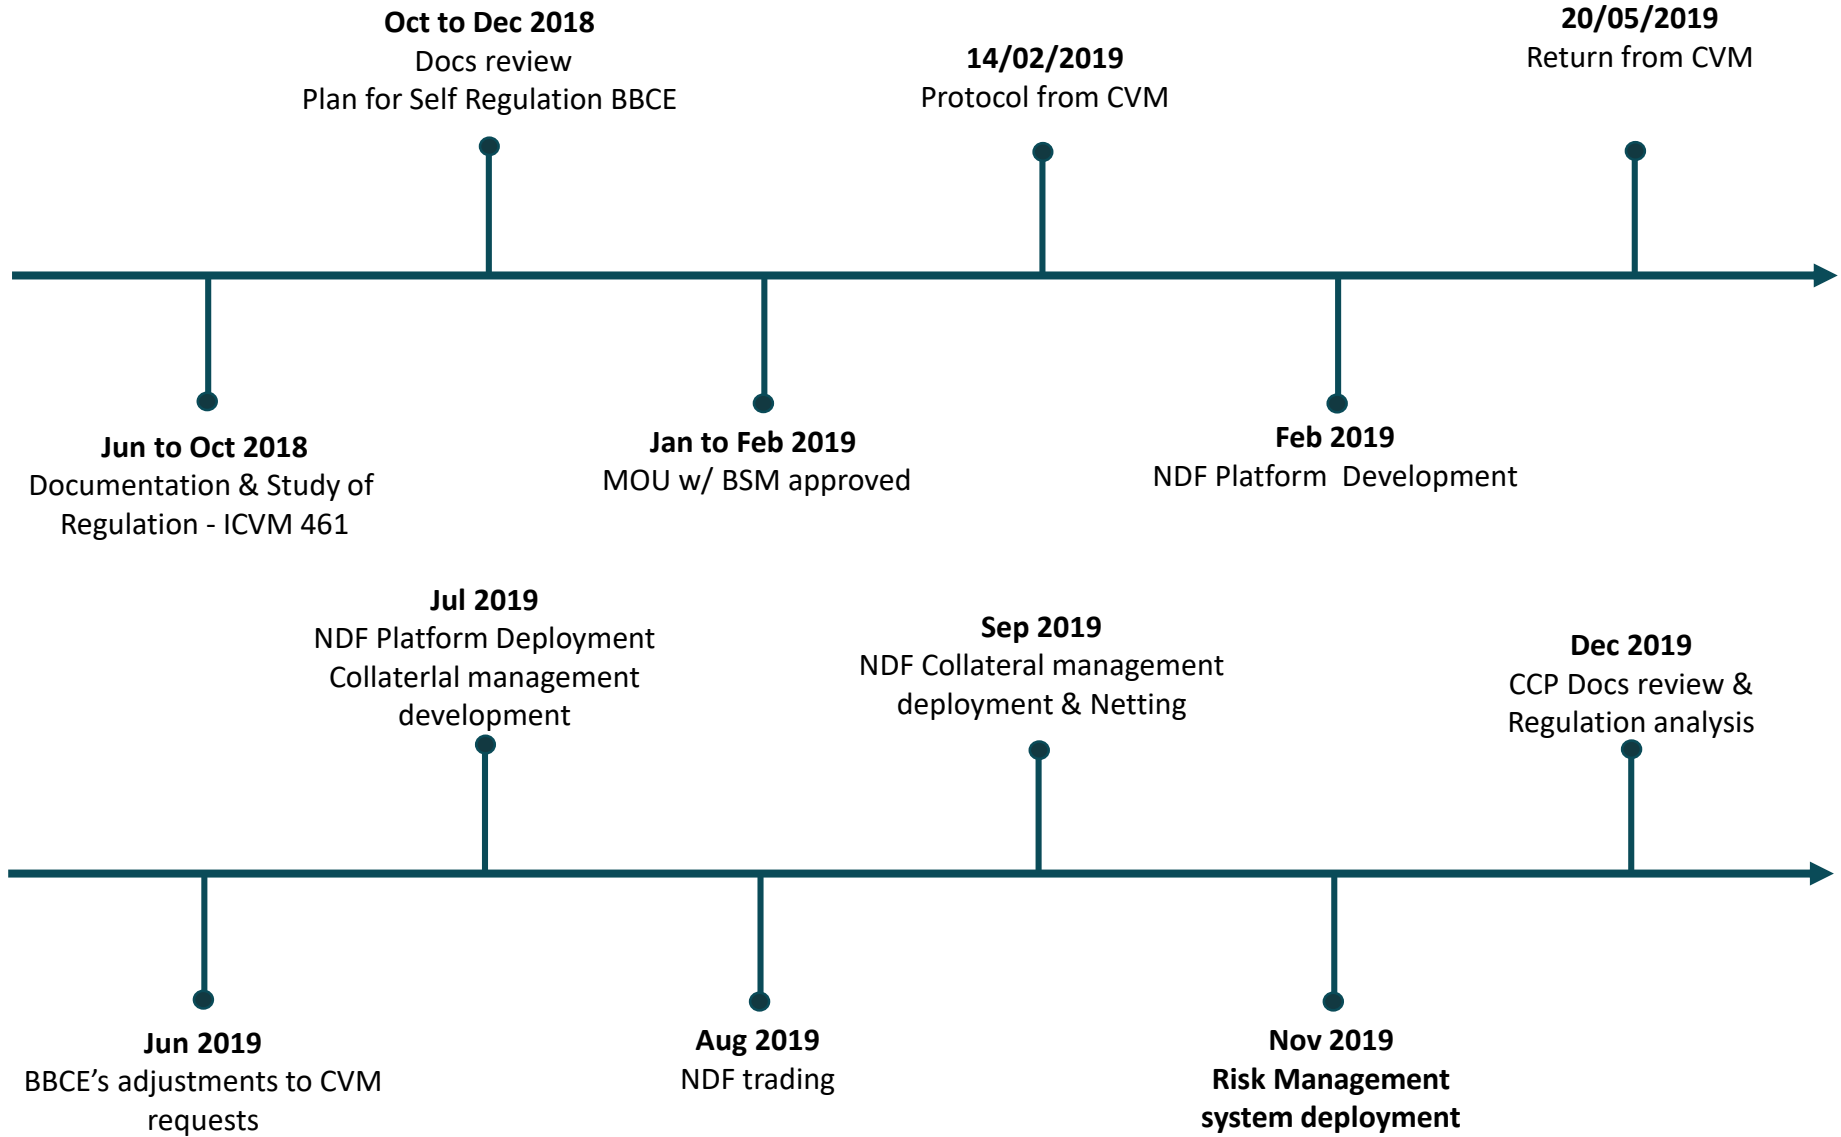 Oct to Dec 2018
Docs review
Plan for Self Regulation BBCE
14/02/2019
Protocol from CVM
20/05/2019
Return from CVM
Jun to Oct 2018
Documentation & Study of
Regulation - ICVM 461
Jan to Feb 2019
MOU w/ BSM approved
Feb 2019
NDF Platform  Development
Jul 2019
NDF Platform Deployment
Collaterlal management
development
Sep 2019
NDF Collateral management
deployment & Netting
Dec 2019
CCP Docs review &
Regulation analysis
Jun 2019
BBCE’s adjustments to CVM
requests
Aug 2019
NDF trading
Nov 2019
Risk Management
system deployment